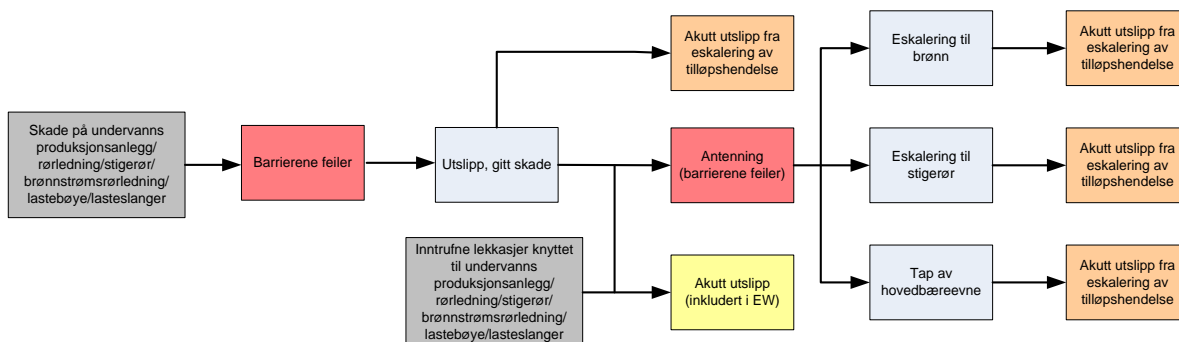 Skade på undervanns
produksjonsanlegg/
rørledning/stigerør/
brønnstrømsrørledning/
lastebøye/lasteslanger
Barrierene feiler
Utslipp, gitt skade
Akutt utslipp fra
eskalering av
tilløpshendelse
Antenning
(barrierene feiler)
Inntrufne lekkasjer knyttet
til undervanns
produksjonsanlegg/
rørledning/stigerør/
brønnstrømsrørledning/
lastebøye/lasteslanger
Akutt utslipp
(inkludert i EW)
Eskalering til
brønn
Akutt utslipp fra
eskalering av
tilløpshendelse
Eskalering til
stigerør
Akutt utslipp fra
eskalering av
tilløpshendelse
Tap av
hovedbæreevne
Akutt utslipp fra
eskalering av
tilløpshendelse